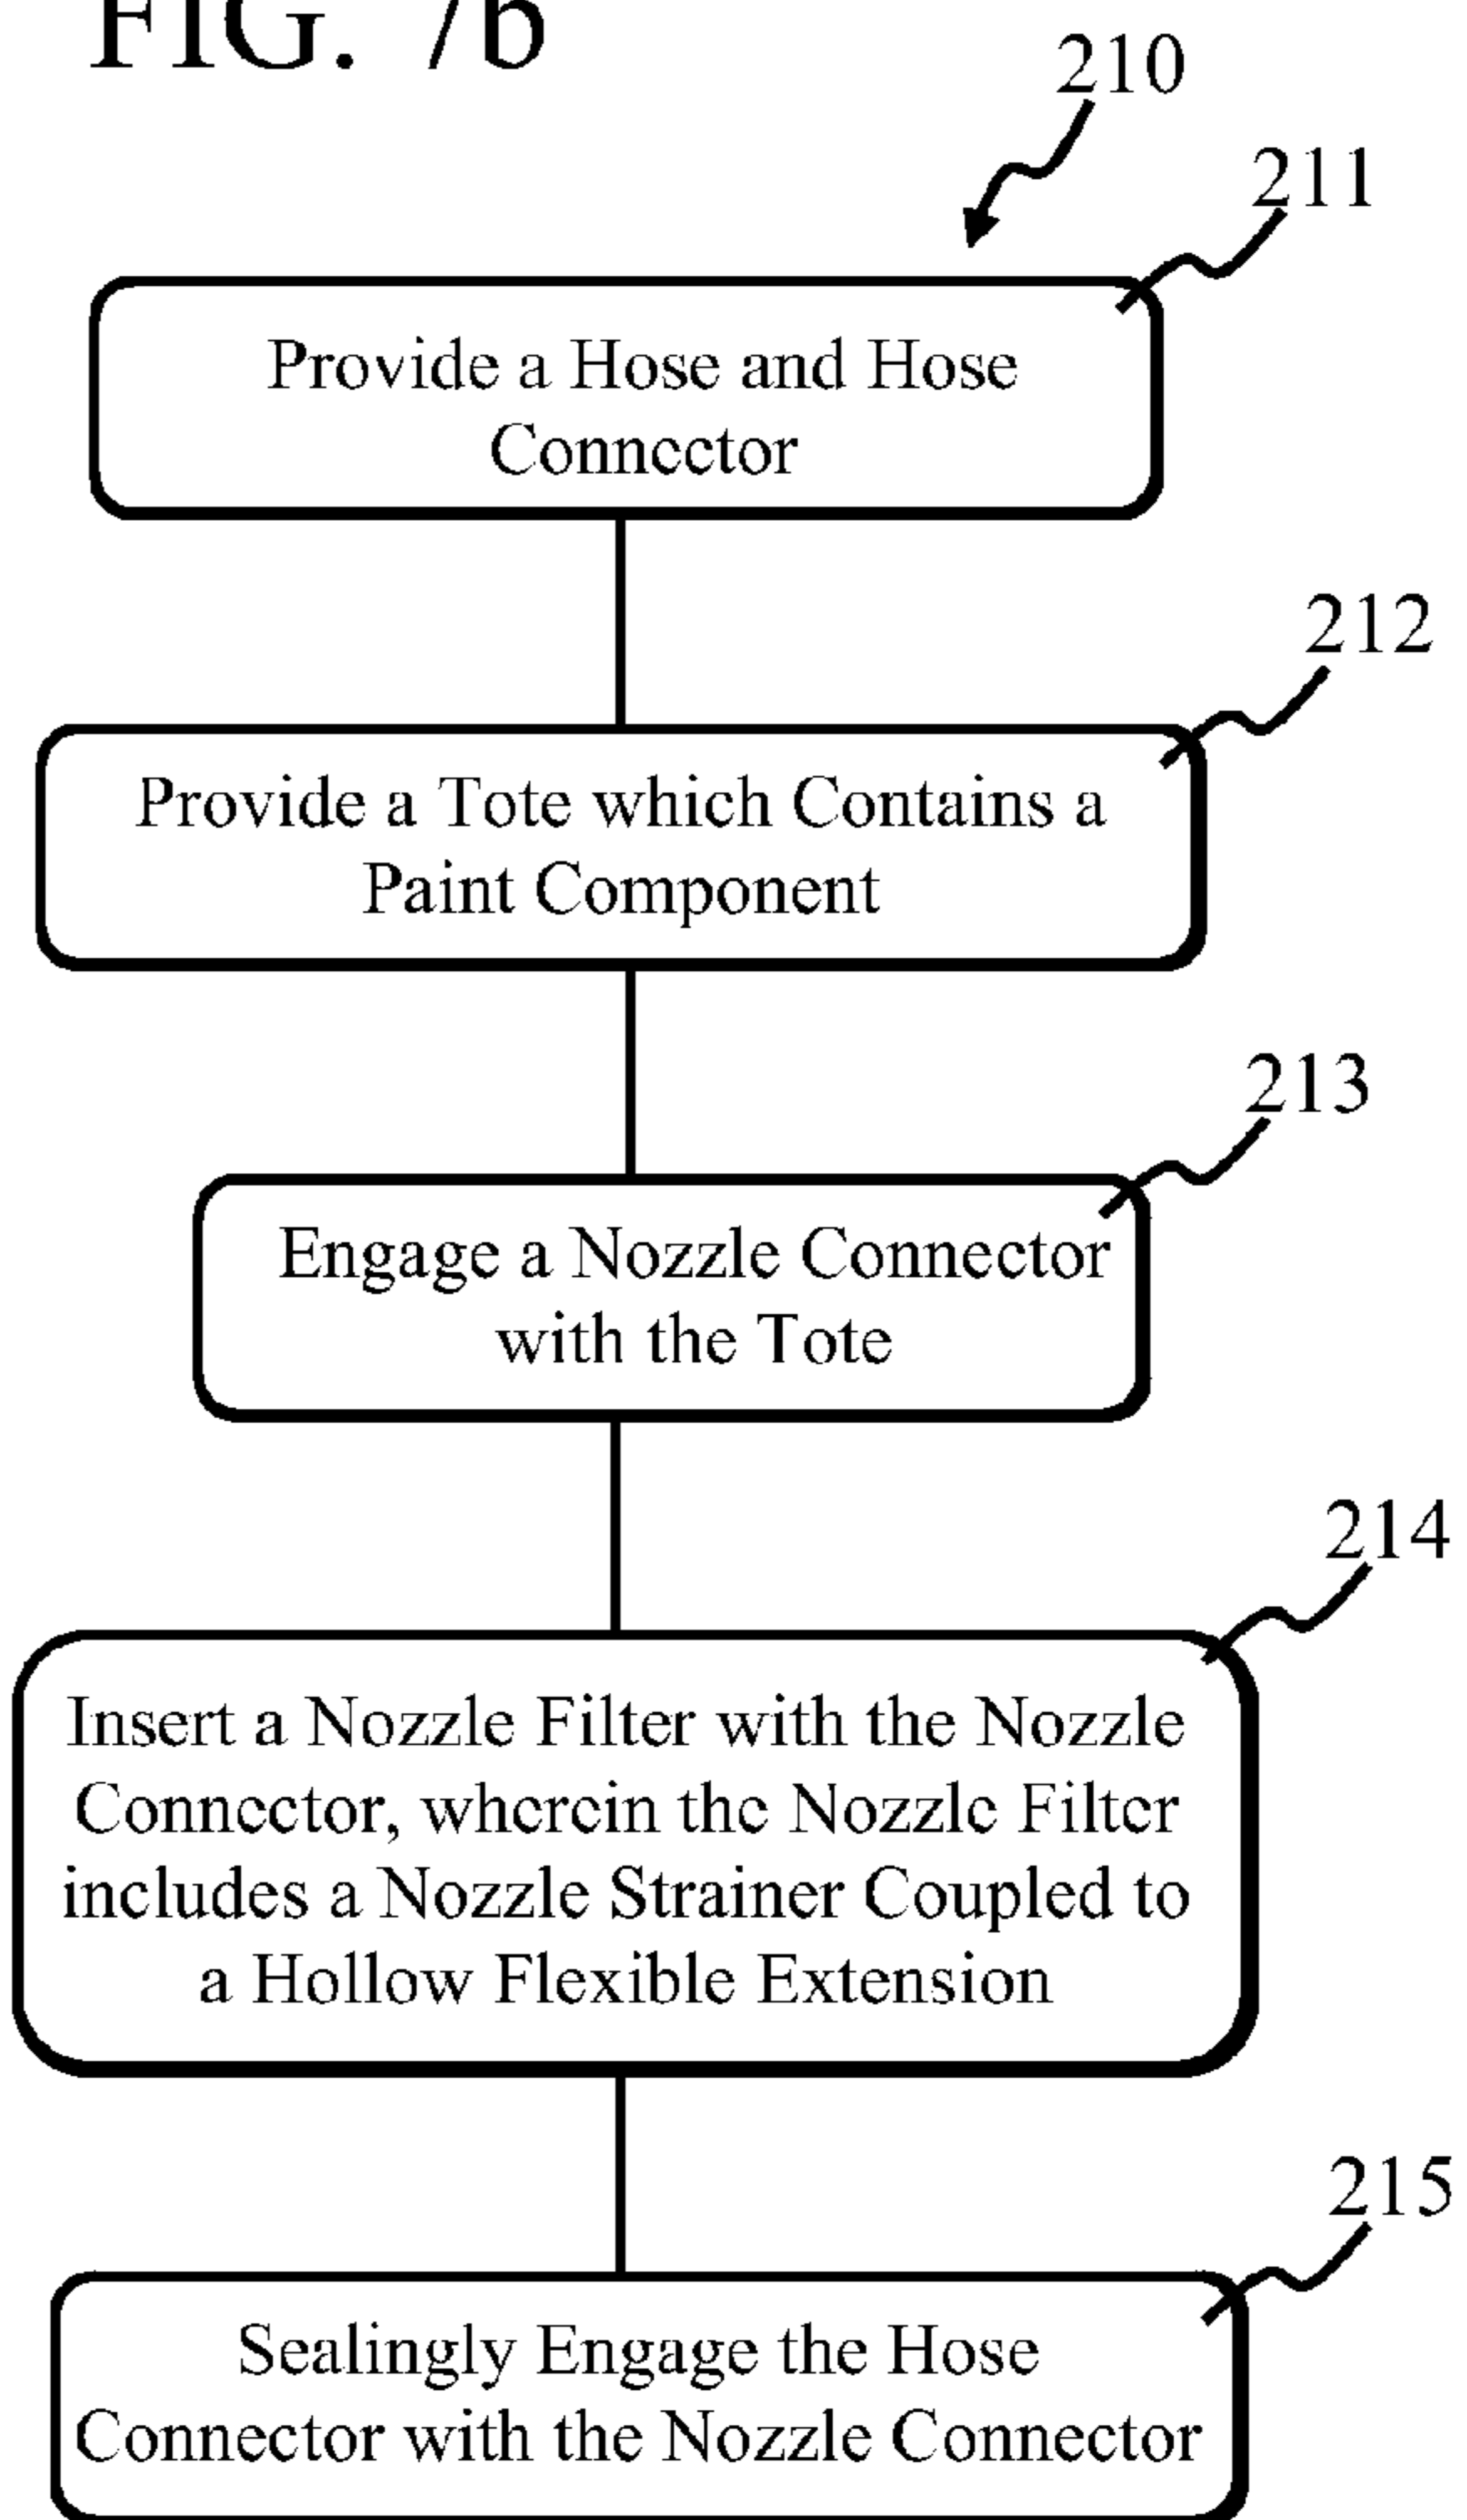 FIG. 7b
210
211
Provide a Hose and Hose
Connector
212
Provide a Tote which Contains a
Paint Component
213
Engage a Nozzle Connector
with the Tote
214
Insert a Nozzle Filter with the Nozzle
Connector, wherein the Nozzle Filter
includes a Nozzle Strainer Coupled to
a Hollow Flexible Extension
215
Sealingly Engage the Hose
Connector with the Nozzle Connector